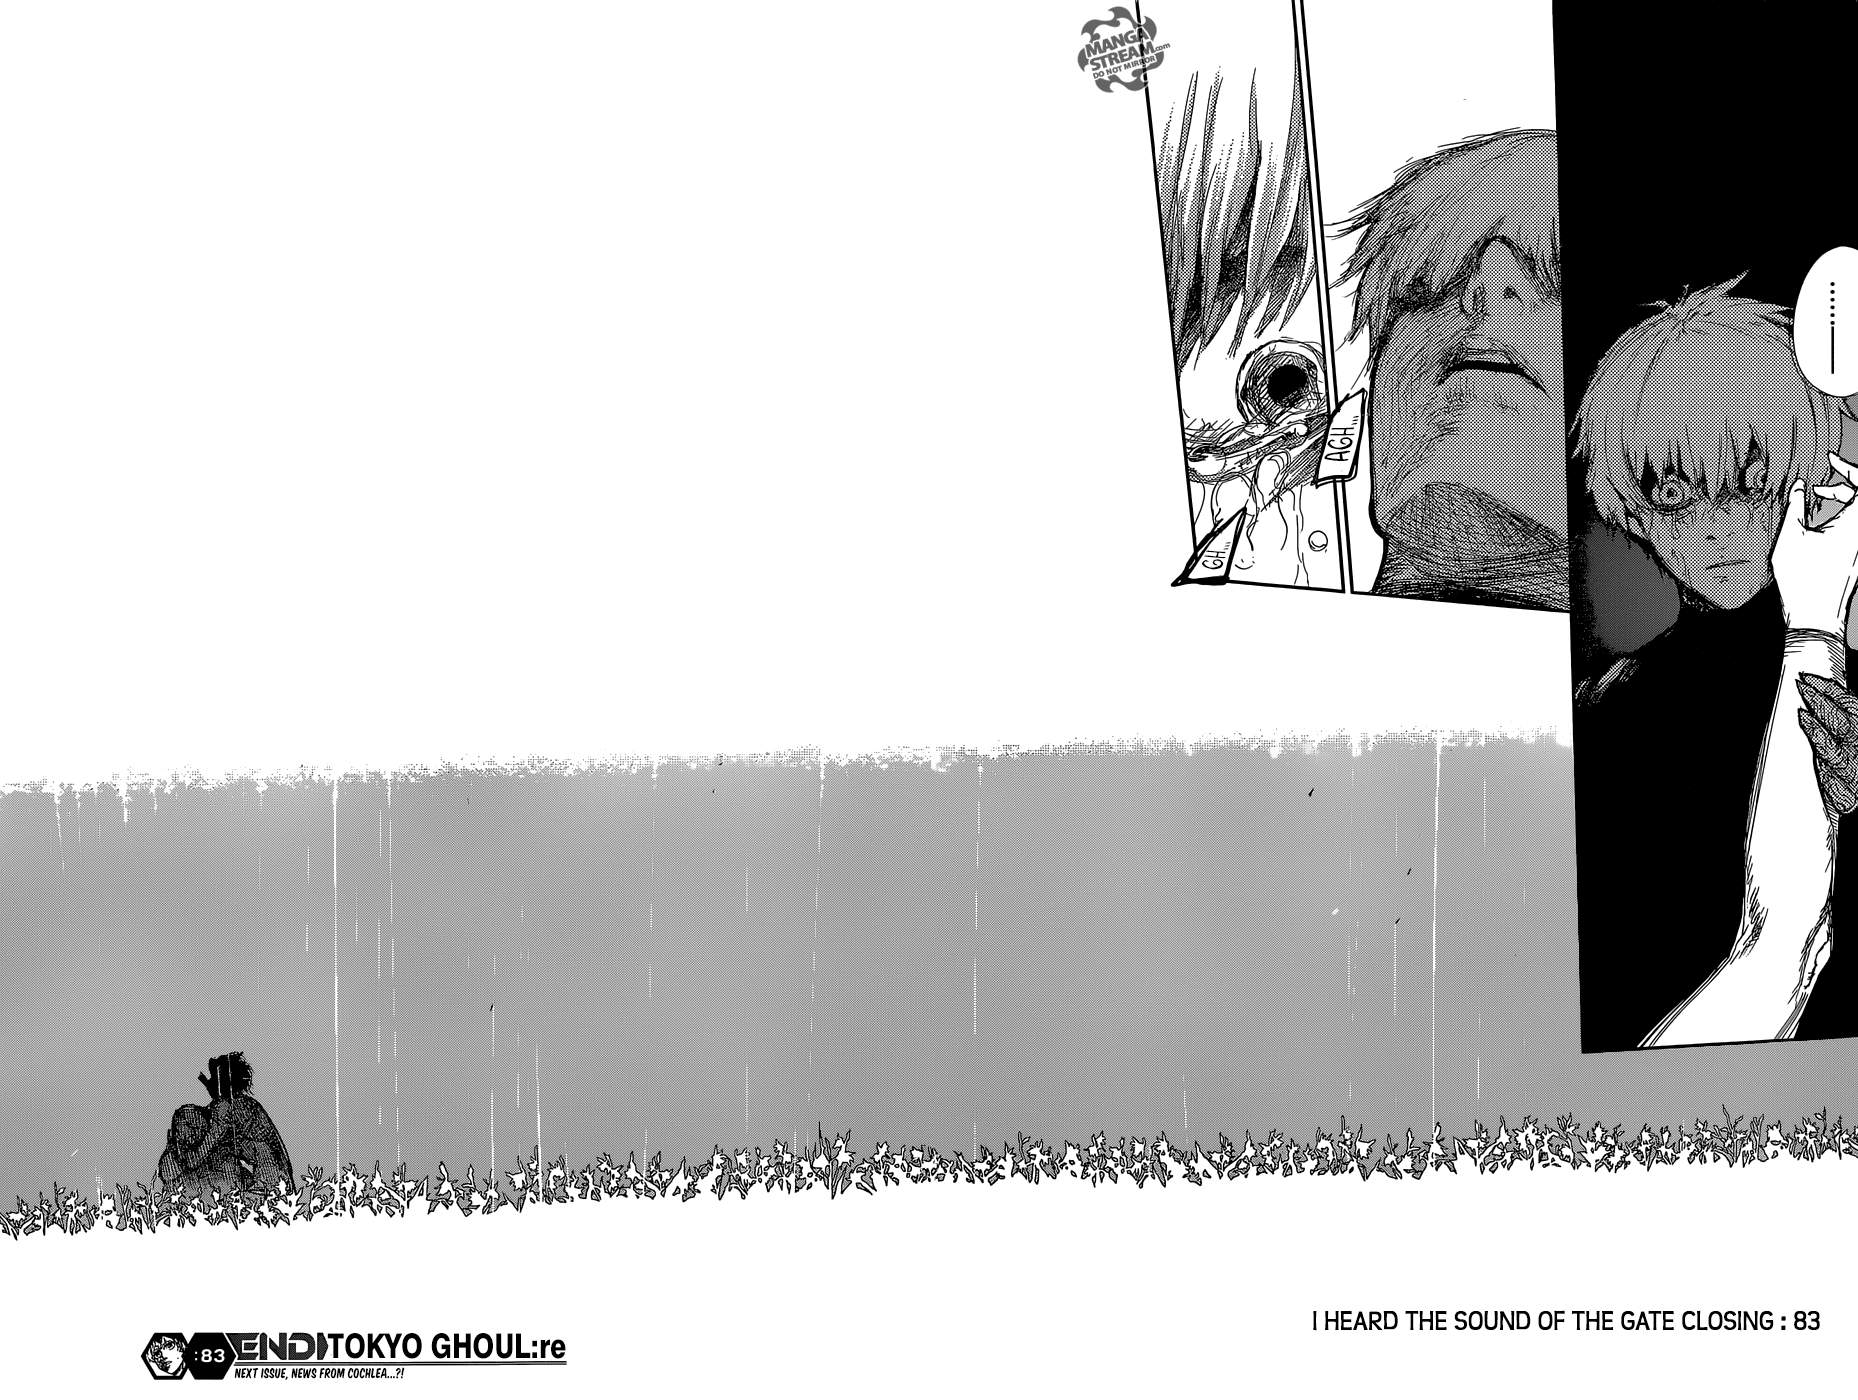 MANGA
STREAM.com
DO NOT MIRROR
......
AGH...
GH...
I HEARD THE SOUND OF THE GATE CLOSING : 83
:83 END TOKYO GHOUL:re
NEXT ISSUE, NEWS FROM COCHLEA...?!